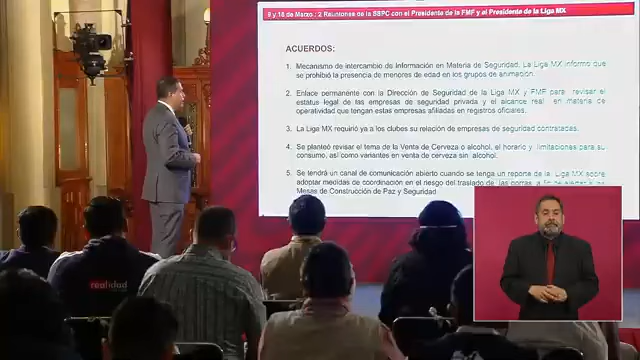 9 y 16 de Marzo : 2 Reuniones de la SSPC con el Presidente de la FMF y el Presidente de la Liga MX
ACUERDOS:
1. Mecanismo de intercambio de información en Materia de Seguridad. La Liga MX informo que
se prohibió la presencia de menores de edad en los grupos de animación.
2. Enlace permanente con la Dirección de Seguridad de la Liga MX y FMF para revisar el
estatus legal de las empresas de seguridad privada y el alcance real en materia de
operatividad que tengan estas empresas afiliadas en registros oficiales.
3. La Liga MX requirió ya a los clubes su relación de empresas de seguridad contratadas.
4. Se planteó revisar el tema de la Venta de Cerveza o alcohol, el horario y limitaciones para su
consumo, así como variantes en venta de cerveza sin alcohol.
5. Se tendrá un canal de comunicación abierto cuando se tenga un reporte de la Liga MX sobre
adoptar medidas de coordinación en el riesgo del traslado de las
Mesas de Construcción de Paz y Seguridad
realidad